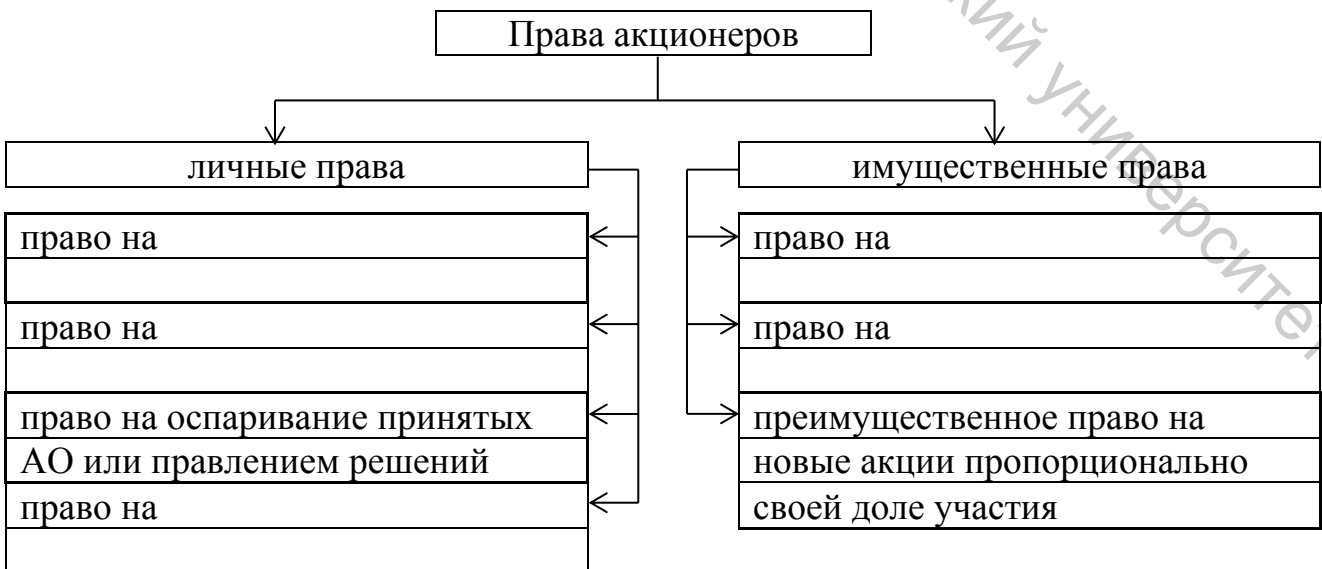 Права акционеров
личные права
право на
право на
право на оспаривание принятых
АО или правлением решений
право на
имущественные права
право на
право на
преимущественное право на
новые акции пропорционально
своей доле участия
университет